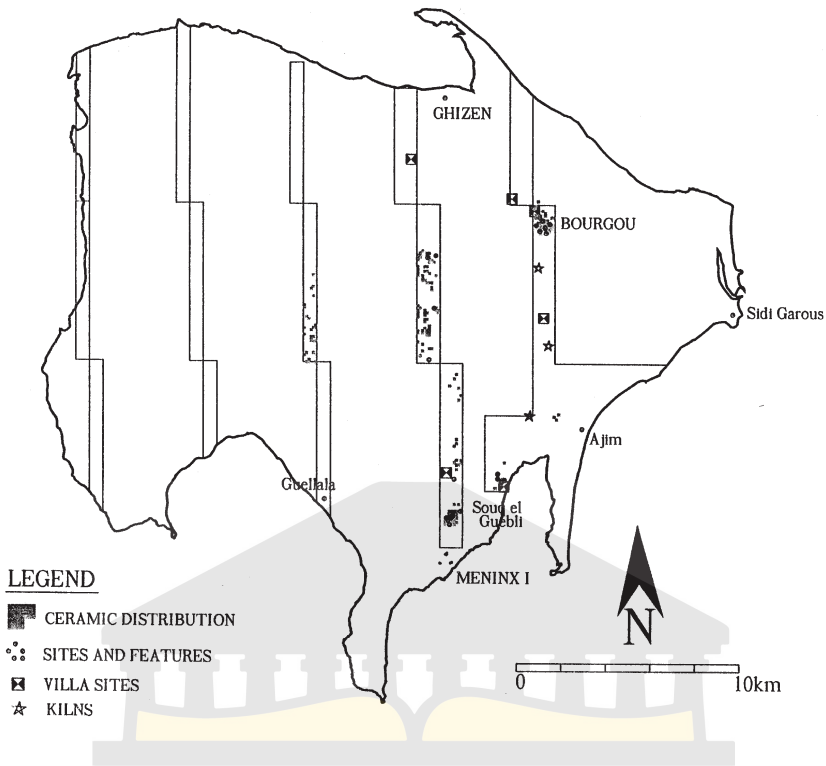 GHIZEN
BOURGOU
Sidi Garous
Ajim
Guellala
Souq el
Guebli
MENINX I
LEGEND
CERAMIC DISTRIBUTION
SITES AND FEATURES
VILLA SITES
KILNS
N
0 10km